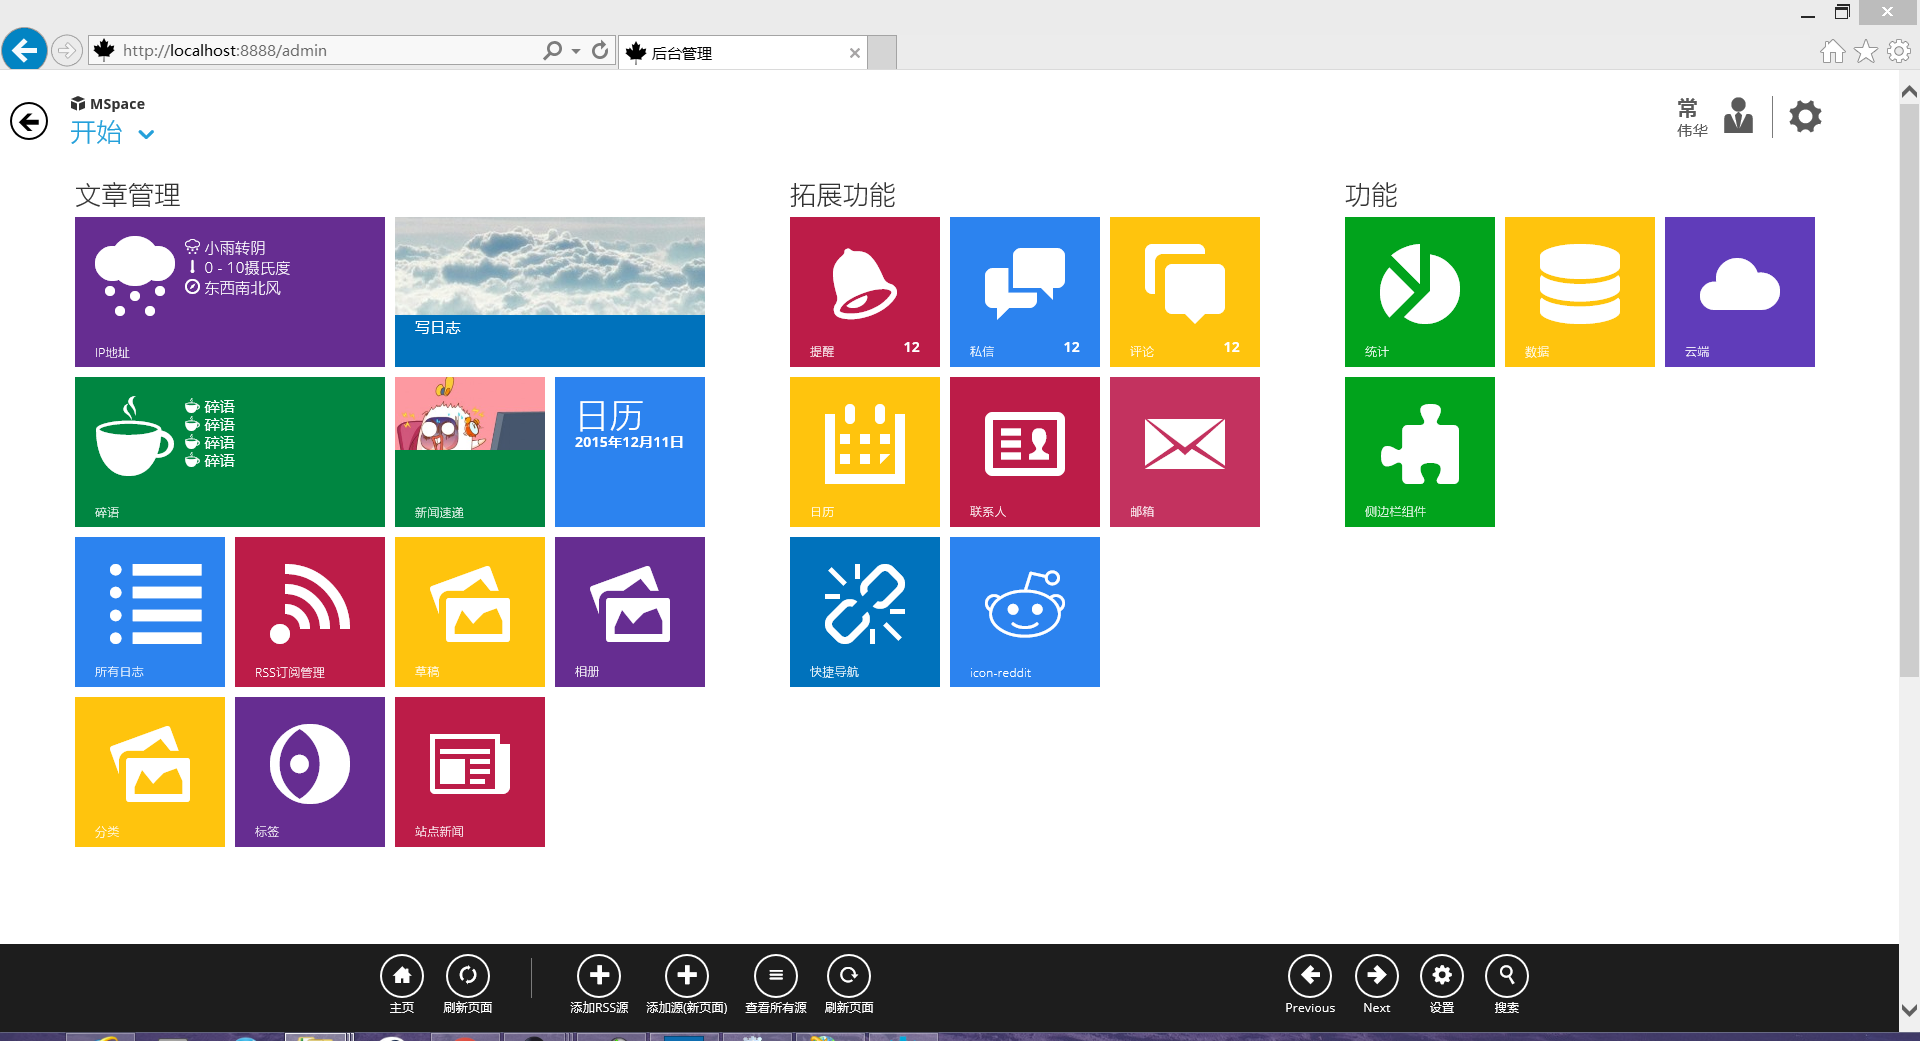 http://localhost:8888/admin
后台管理
MSpace
开始
常
伟华
文章管理
小雨转阴
0 - 10摄氏度
东西南北风
IP地址
写日志
碎语
碎语
碎语
碎语
碎语
新闻速递
日历
2015年12月11日
所有日志
RSS订阅管理
草稿
相册
分类
标签
站点新闻
拓展功能
提醒
12
私信
12
评论
12
日历
联系人
邮箱
快捷导航
icon-reddit
功能
统计
数据
云端
侧边栏组件
主页
刷新页面
添加RSS源
添加源(新页面)
查看所有源
刷新页面
Previous
Next
设置
搜索